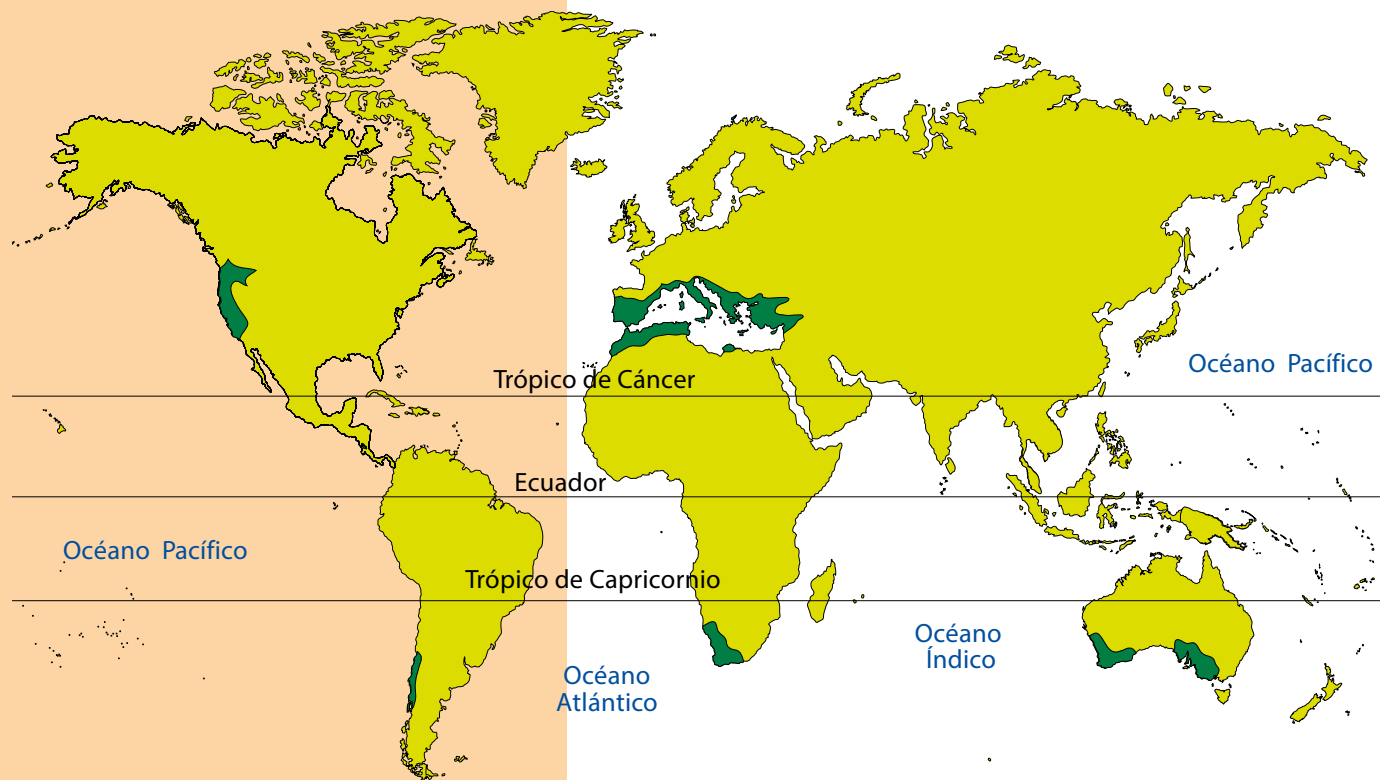 Trópico de Cáncer
Océano Pacífico
Ecuador
Océano Pacífico
Trópico de Capricornio
Océano
Índico
Océano
Atlántico